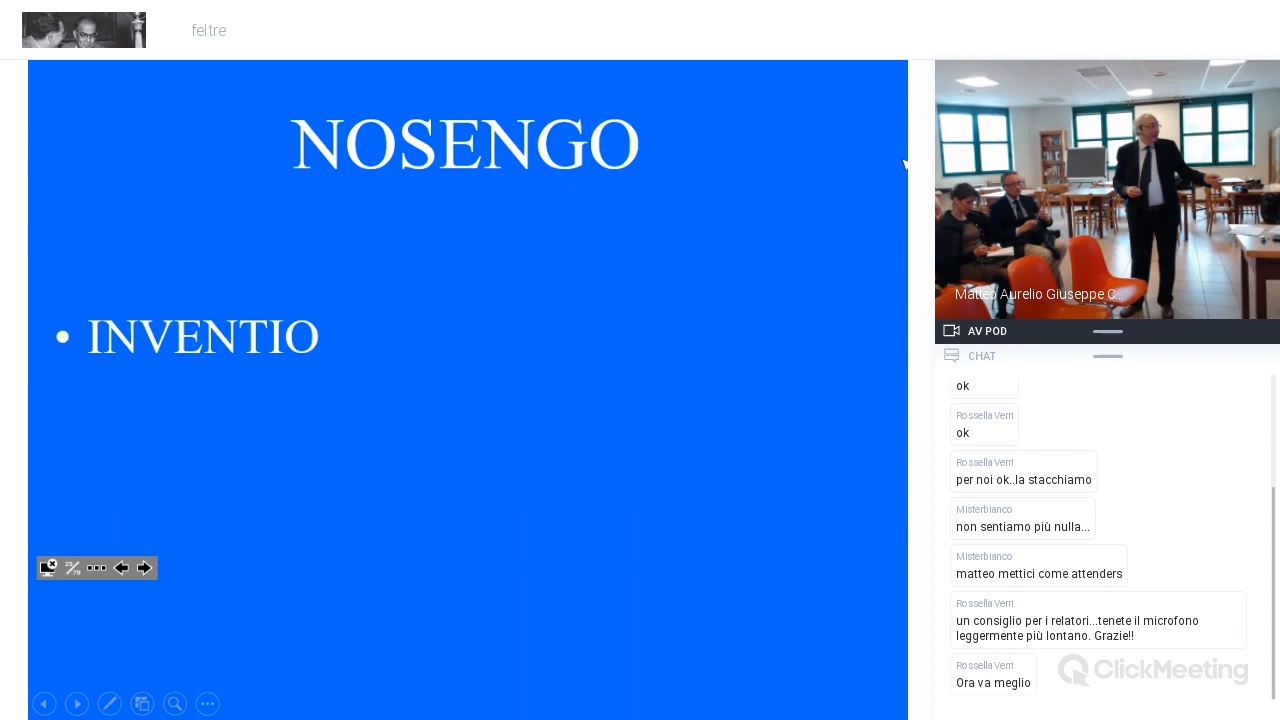 feltre
NOSENGO
• INVENTIO
25/79
Matteo Aurelio Giuseppe C...
AV POD
CHAT
ok
Rossella Verri
ok
Rossella Verri
per noi ok..la stacchiamo
Misterbianco
non sentiamo più nulla...
Misterbianco
matteo mettici come attenders
Rossella Verri
un consiglio per i relatori...tenete il microfono
leggermente più lontano. Grazie!!
Rossella Verri
Ora va meglio
ClickMeeting